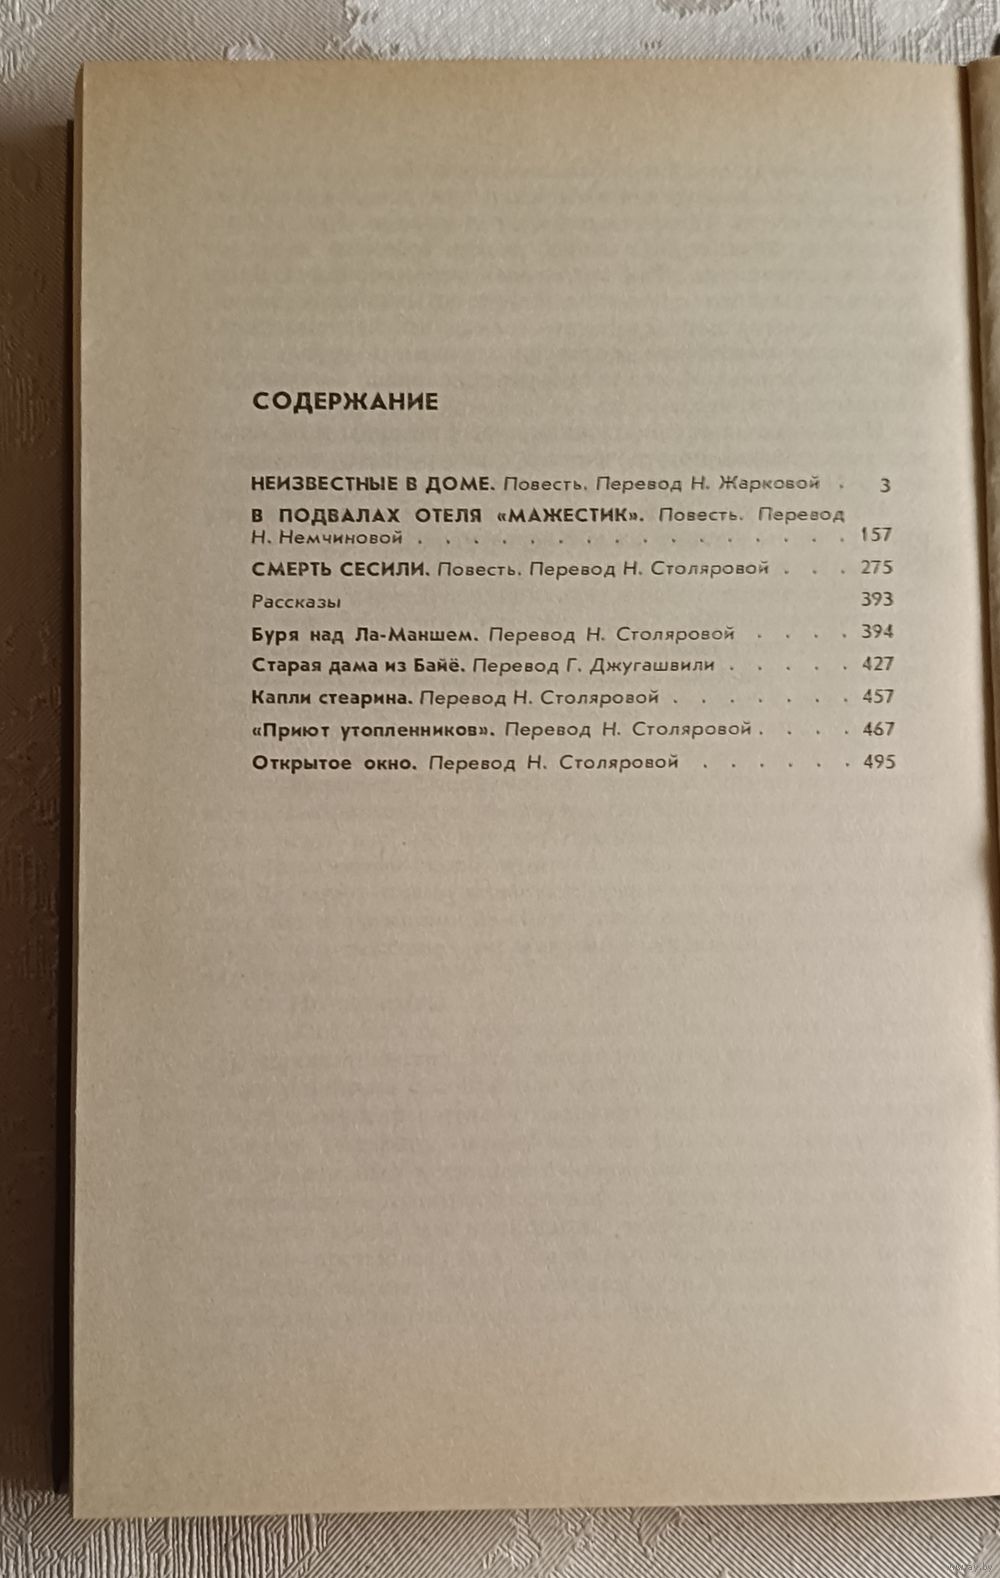 СОДЕРЖАНИЕ
НЕИЗВЕСТНЫЕ В ДОМЕ. Повесть. Перевод Н. Жарковой . 3
В ПОДВАЛАХ ОТЕЛЯ «МАЖЕСТИК». Повесть. Перевод
Н. Немчиновой . . . . . . . . . . . . . . . . 157
СМЕРТЬ СЕСИЛИ. Повесть. Перевод Н. Столяровой . . . 275
Рассказы 393
Буря над Ла-Маншем. Перевод Н. Столяровой . . . . 394
Старая дама из Байё. Перевод Г. Джугашвили . . . . . 427
Капли стеарина. Перевод Н. Столяровой . . . . . . . 457
«Приют утопленников». Перевод Н. Столяровой . . . . 467
Открытое окно. Перевод Н. Столяровой . . . . . . 495